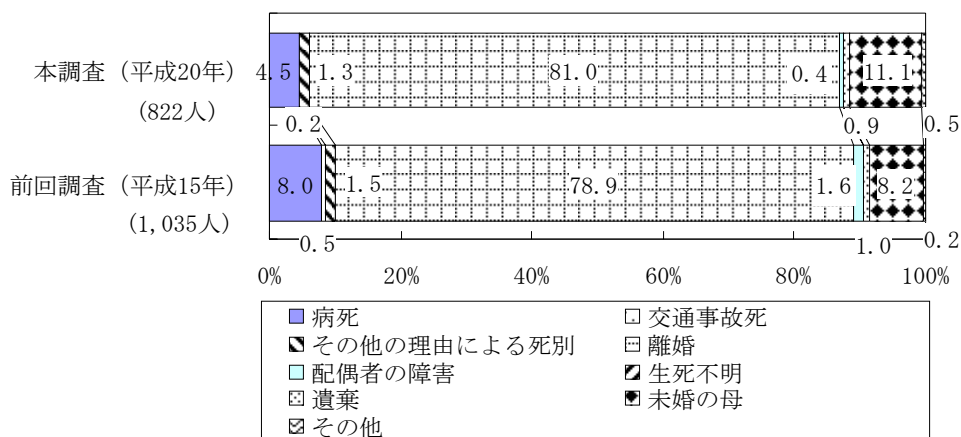 本調査（平成20年）
(822人)
4.5 1.3 81.0 0.4 11.1
0.2 0.9 0.5
前回調査（平成15年）
(1,035人)
8.0 1.5 78.9 1.6 8.2
0.5 1.0 0.2
0% 20% 40% 60% 80% 100%
病死 交通事故死
その他の理由による死別 離婚
配偶者の障害 生死不明
遺棄 未婚の母
その他